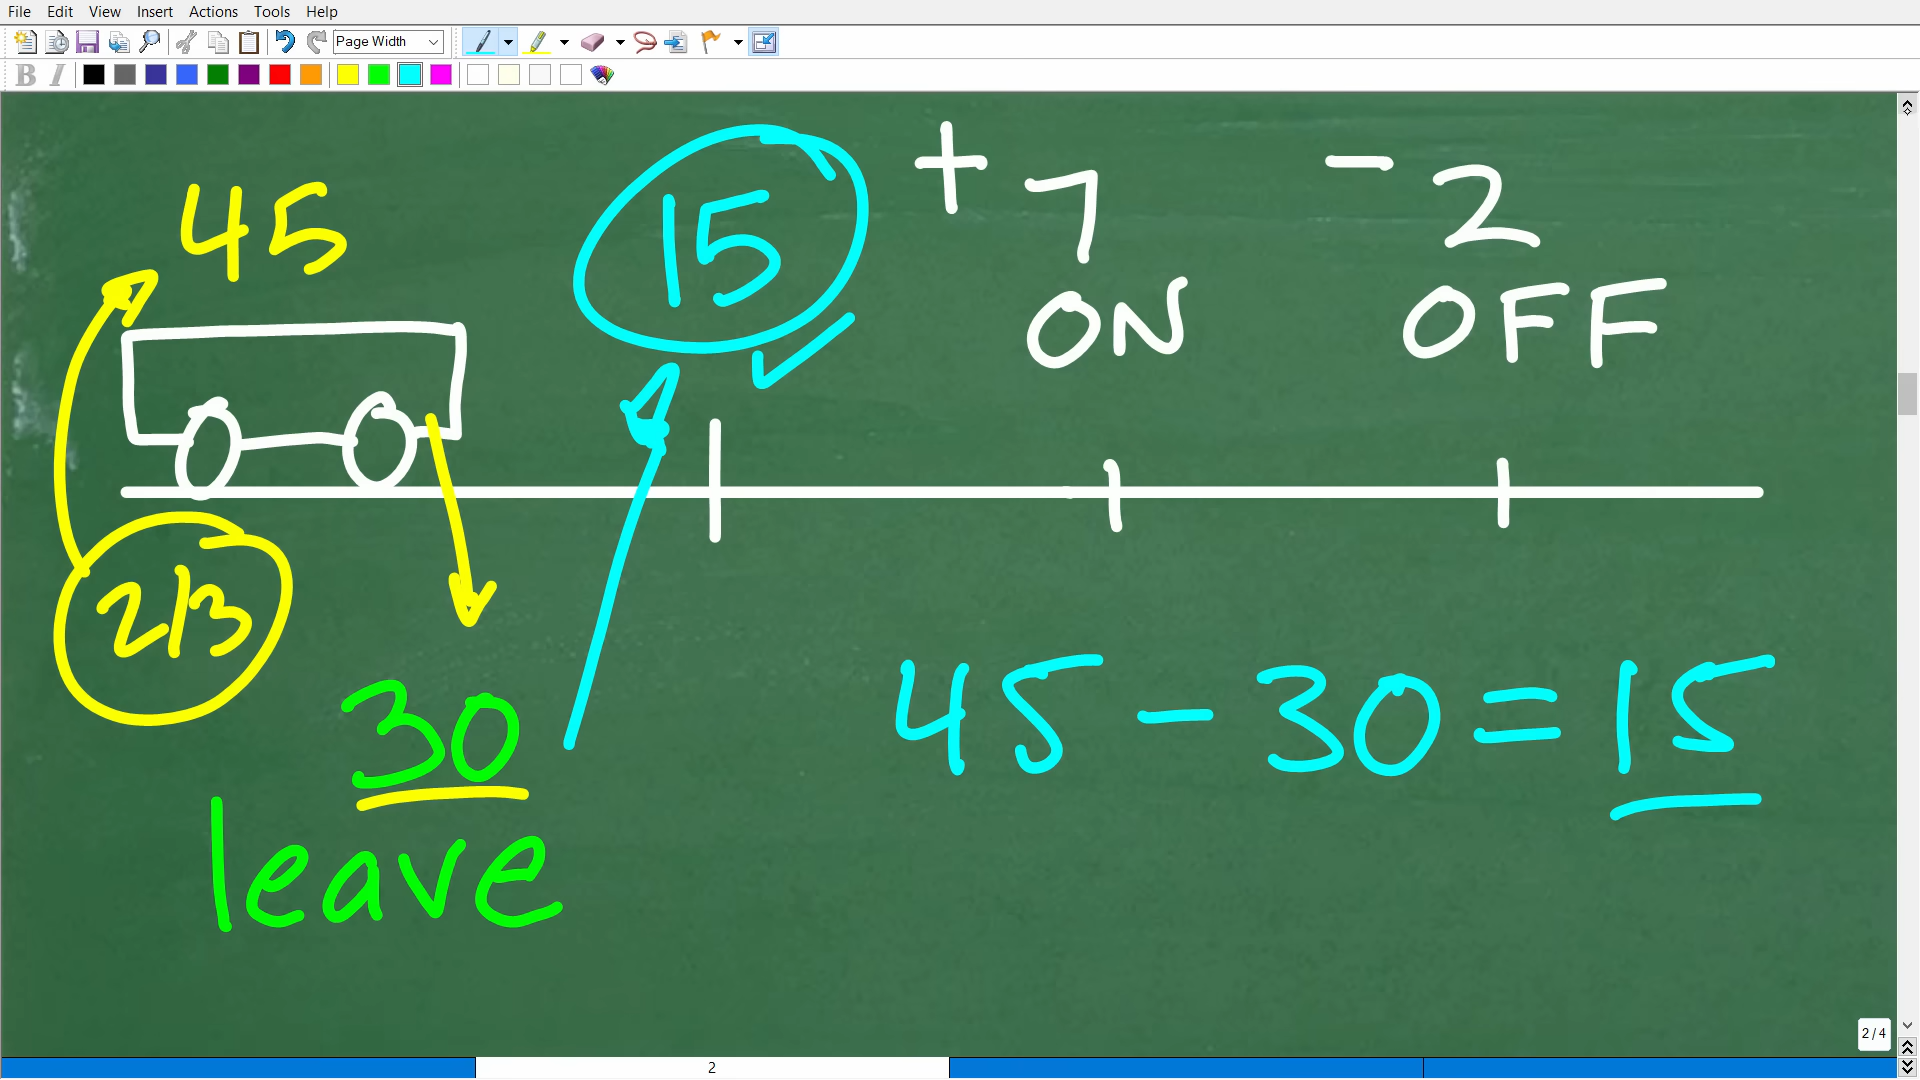 File Edit View Insert Actions Tools Help
Page Width
B I
45
15
+ 7
- 2
ON
OFF
2/3
30
45 - 30 = 15
leave
2 / 4
2